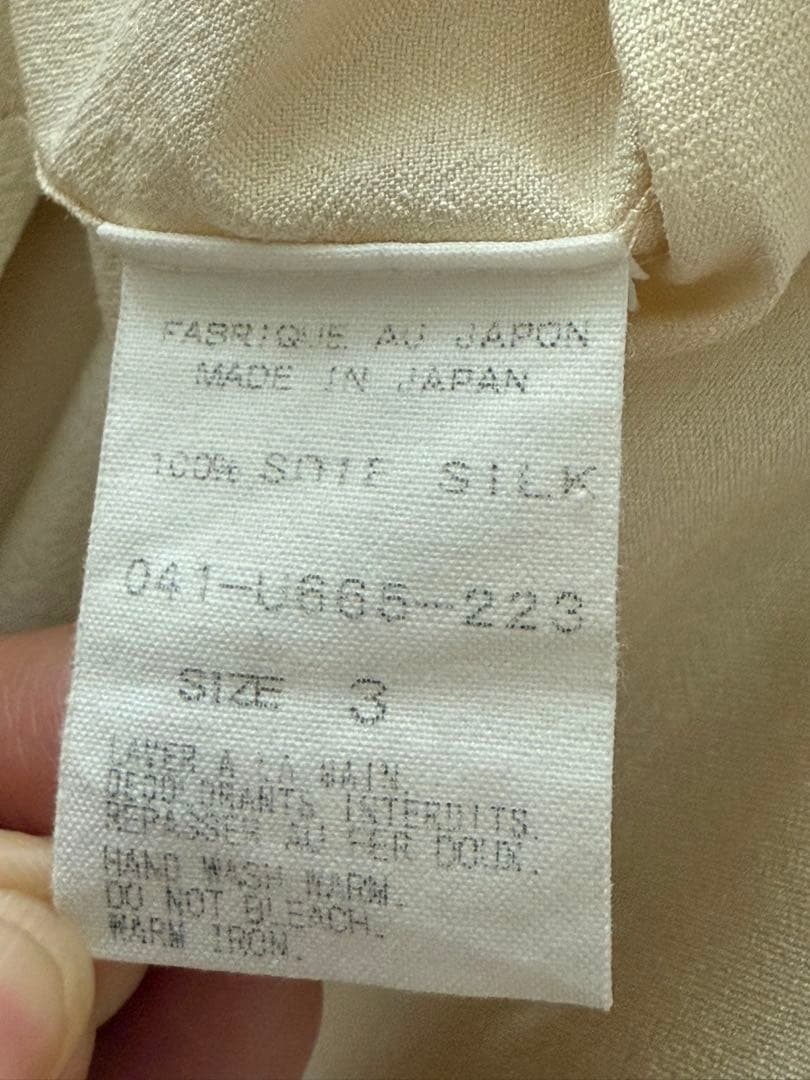 FABRIQUE AU JAPON
MADE IN JAPAN
100% SOIE SILK
041-U665-223
SIZE 3
LAVER A LA MAIN.
INTERDITS.
REPASSER AU FER DOUX.
HAND WASH WARM.
DO NOT BLEACH.
WARM IRON.